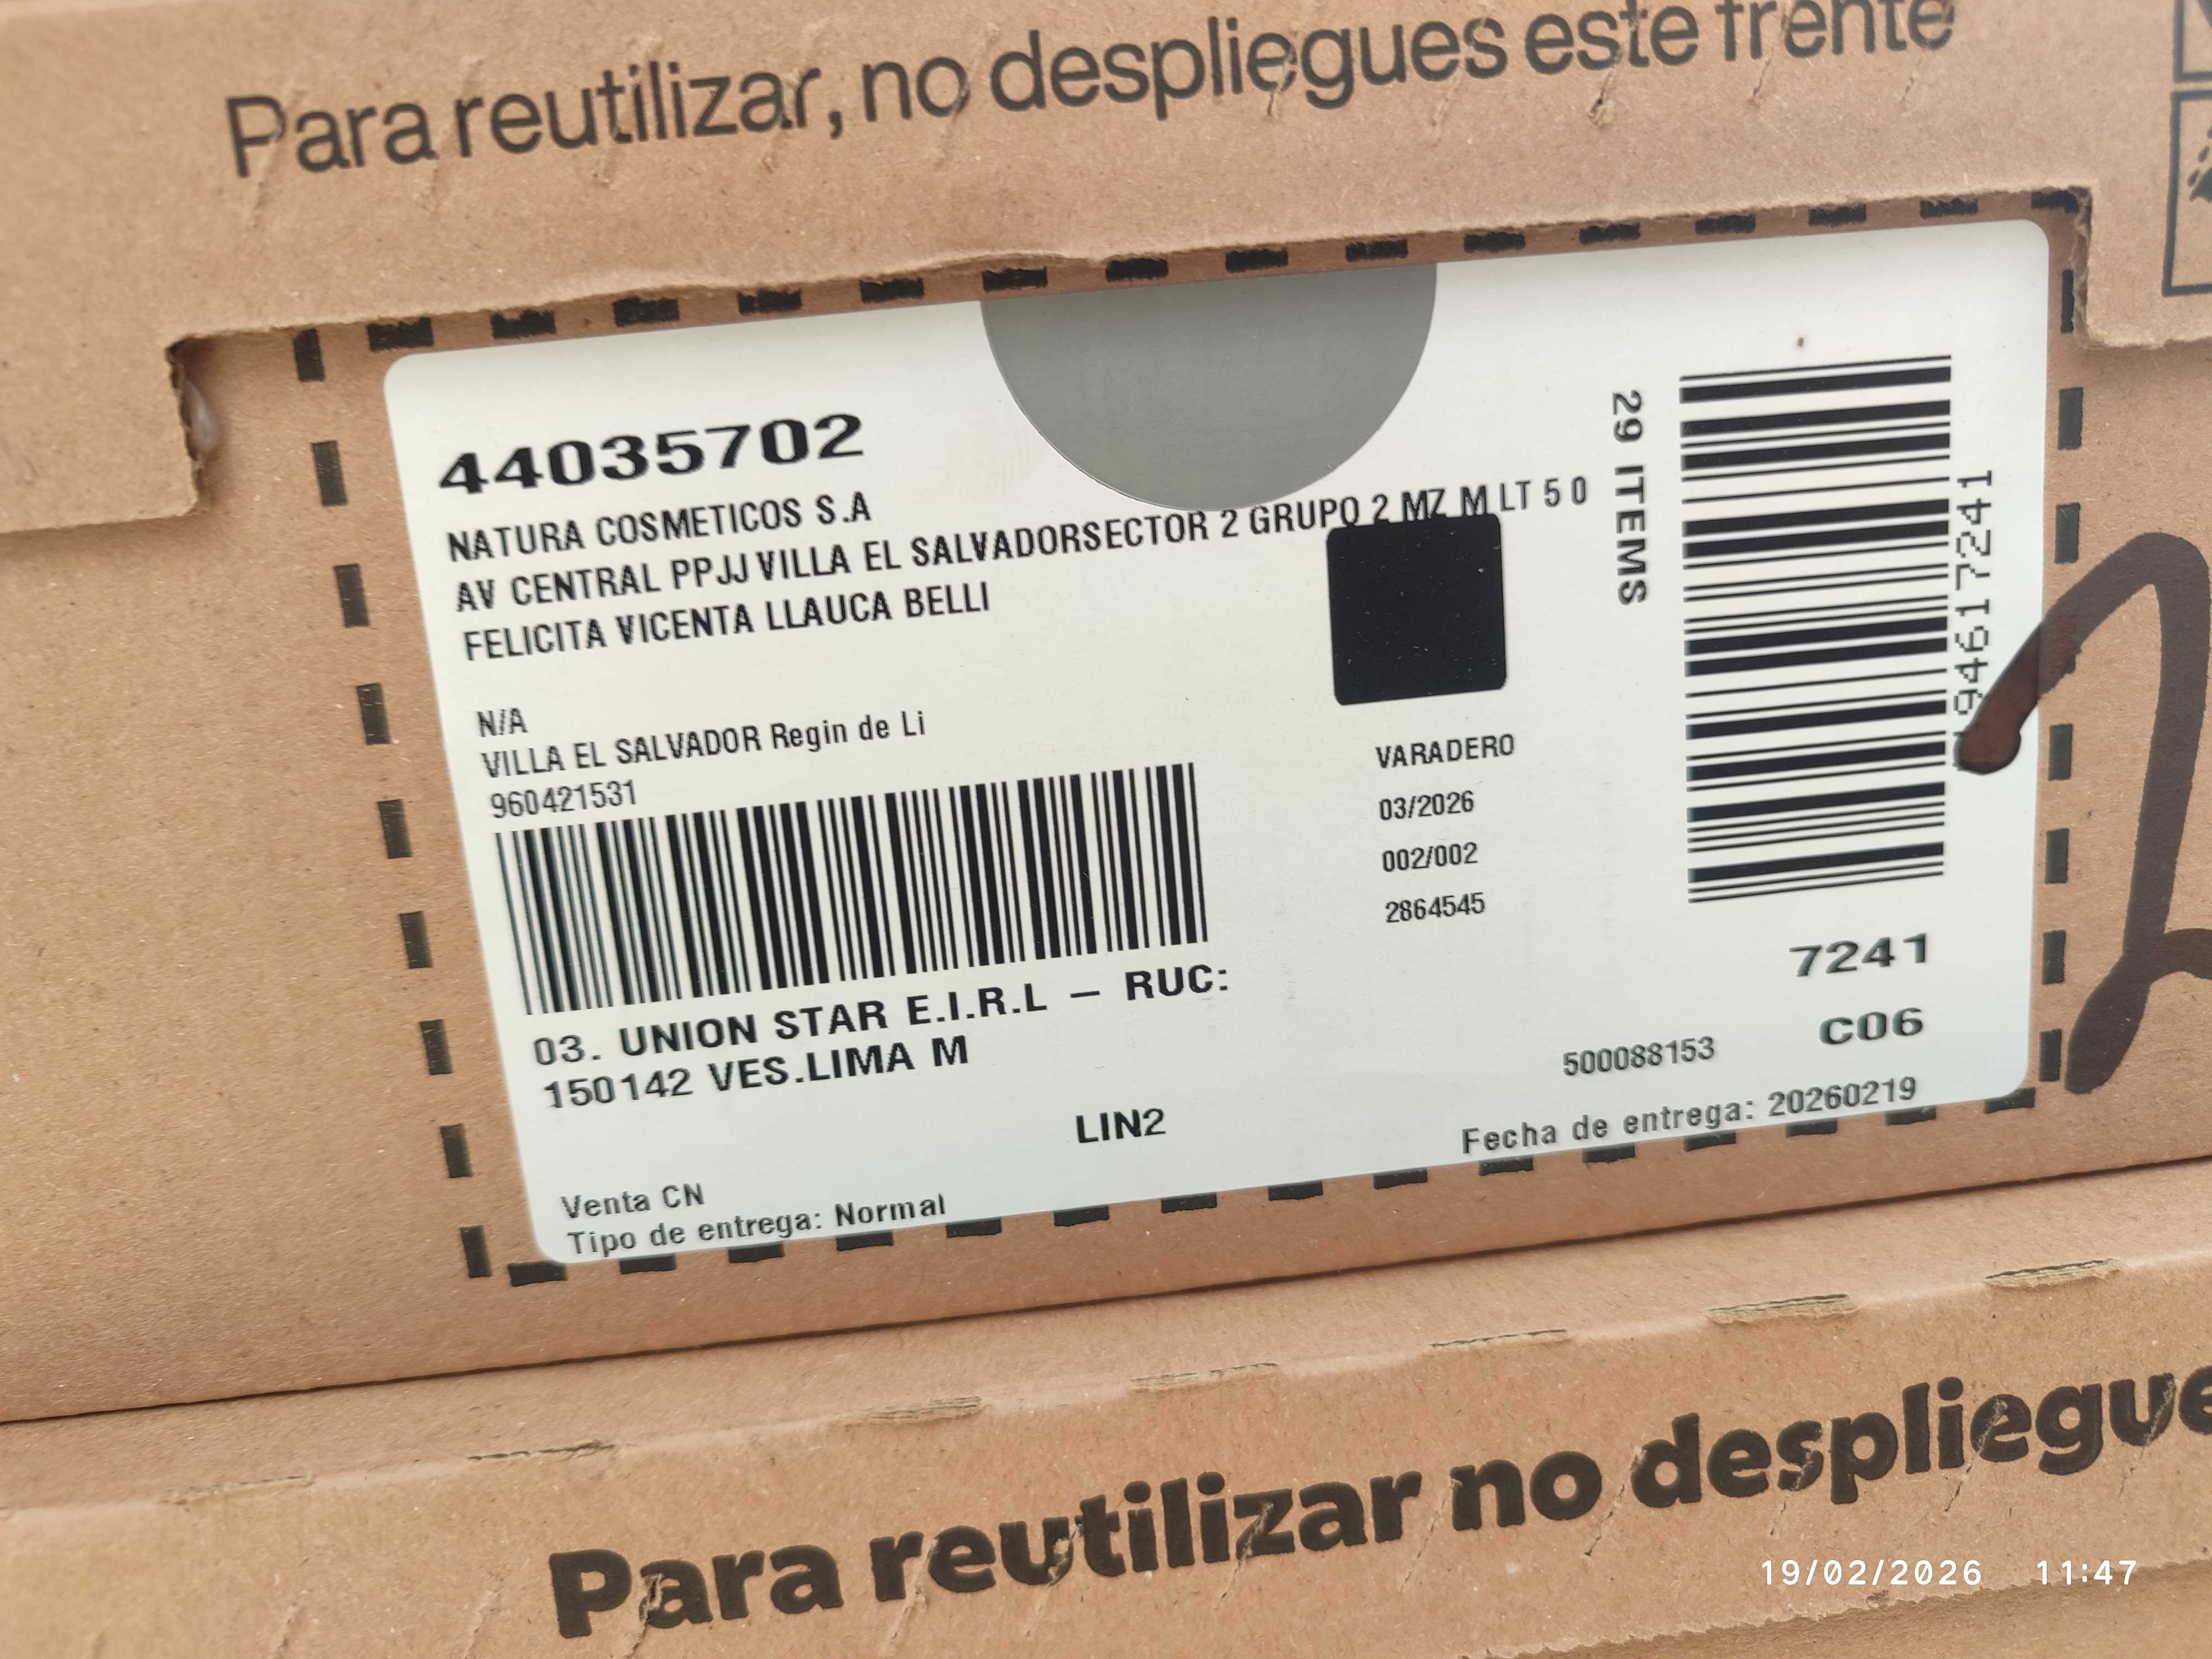 Para reutilizar, no despliegues este frente
44035702
NATURA COSMETICOS S.A
AV CENTRAL PPJJ VILLA EL SALVADORSECTOR 2 GRUPO 2 MZ M LT 5 0
FELICITA VICENTA LLAUCA BELLI
N/A
VILLA EL SALVADOR Regin de Li
960421531
03. UNION STAR E.I.R.L – RUC:
150142 VES.LIMA M
LIN2
Venta CN
Tipo de entrega: Normal
VARADERO
03/2026
002/002
2864545
29 ITEMS
7241
C06
500088153
Fecha de entrega: 20260219
Para reutilizar no despliegue
19/02/2026 11:47